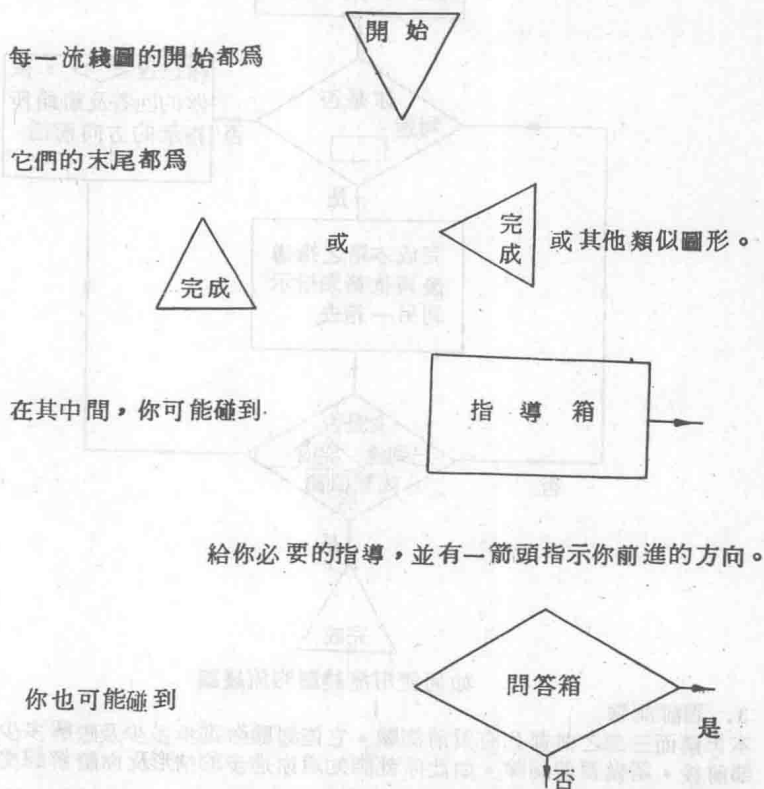 開始
每一流綫圖的開始都爲
它們的末尾都爲
完成
或
完成
或其他類似圖形。
在其中間，你可能碰到
指導箱
給你必要的指導，並有一箭頭指示你前進的方向。
你也可能碰到
問答箱
是
否